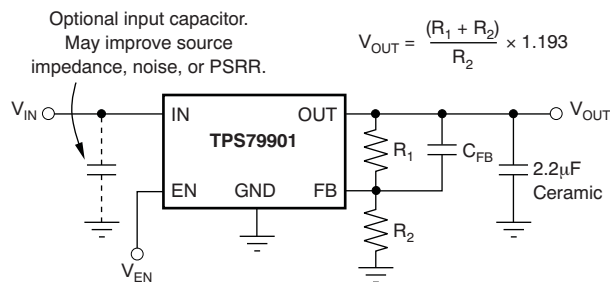 Optional input capacitor.
May improve source
impedance, noise, or PSRR.
V_OUT = (R_1 + R_2) / R_2 × 1.193
V_IN
IN
OUT
V_OUT
TPS79901
R_1
C_FB
2.2µF
Ceramic
EN
GND
FB
R_2
V_EN